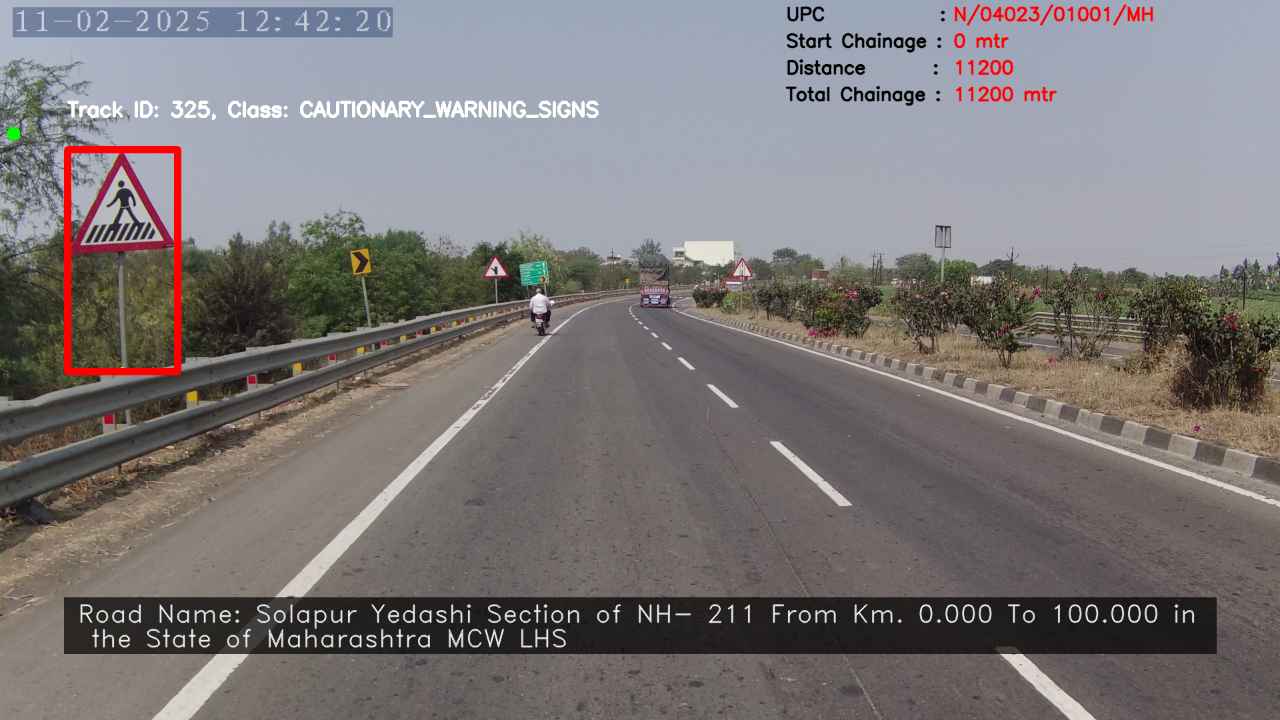 11-02-2025 12:42:20
UPC : N/04023/01001/MH
Start Chainage : 0 mtr
Distance : 11200
Total Chainage : 11200 mtr
Track ID: 325, Class: CAUTIONARY_WARNING_SIGNS
Road Name: Solapur Yedashi Section of NH- 211 From Km. 0.000 To 100.000 in
the State of Maharashtra MCW LHS